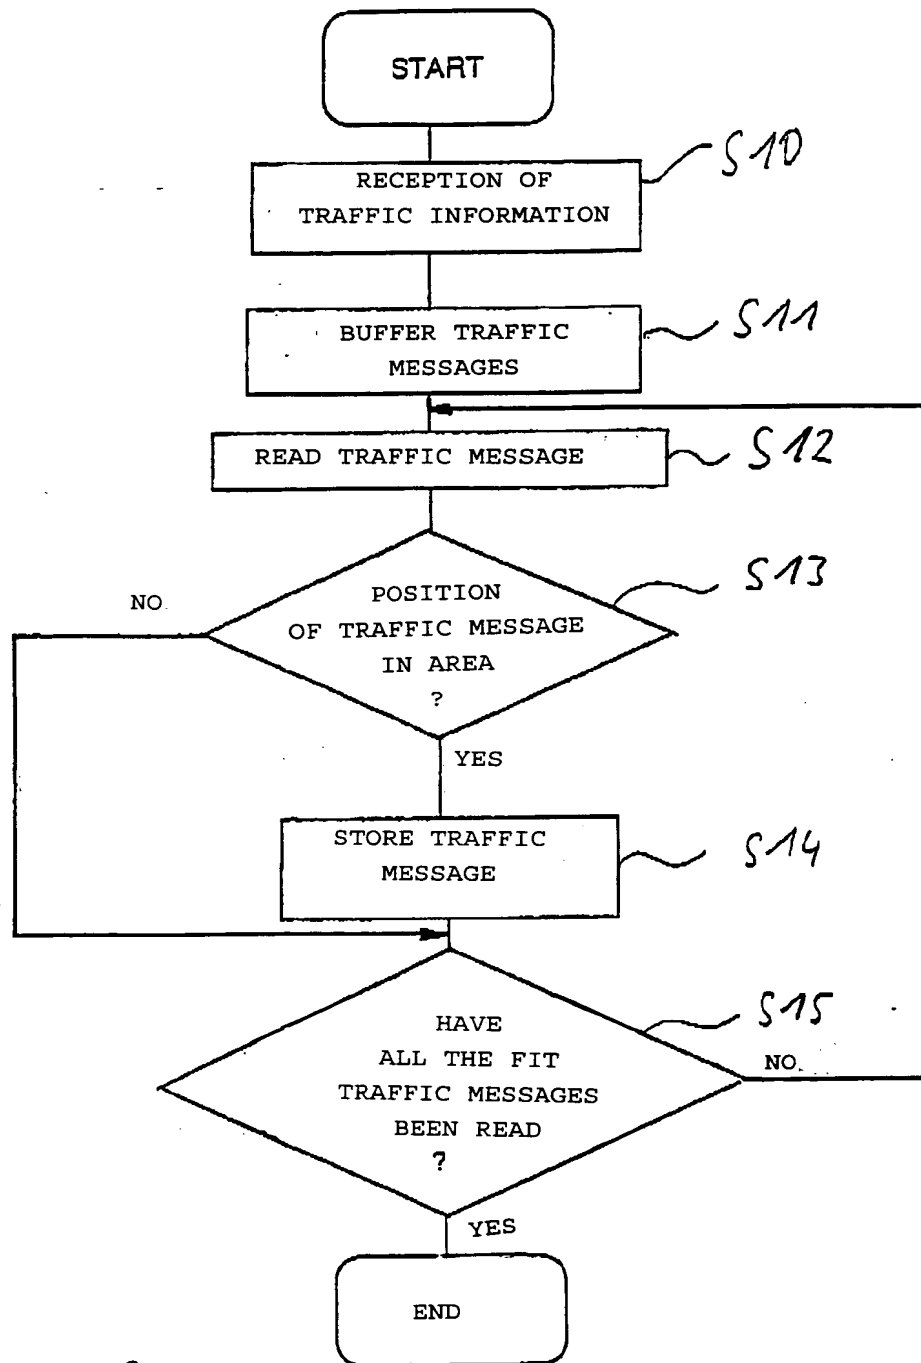 START
S10
RECEPTION OF
TRAFFIC INFORMATION
S11
BUFFER TRAFFIC
MESSAGES
READ TRAFFIC MESSAGE
S12
S13
NO
POSITION
OF TRAFFIC MESSAGE
IN AREA
?
YES
STORE TRAFFIC
MESSAGE
S14
S15
HAVE
ALL THE FIT
TRAFFIC MESSAGES
BEEN READ
?
NO
YES
END